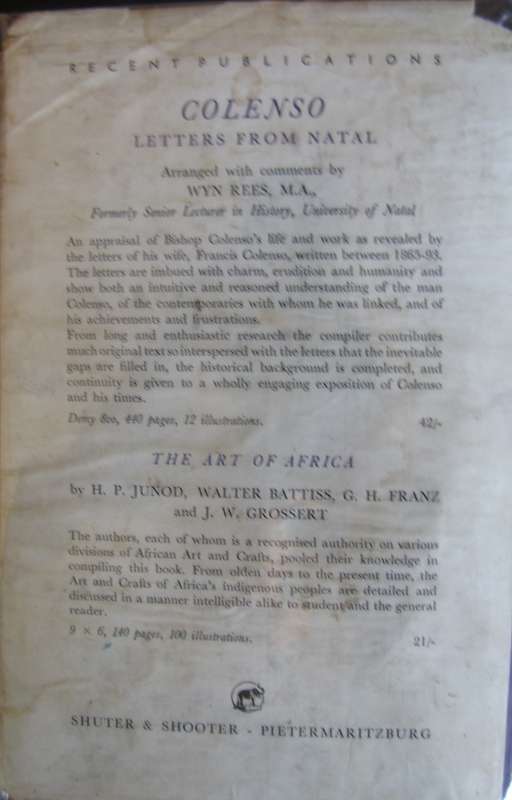 RECENT PUBLICATIONS
COLENSO
LETTERS FROM NATAL
Arranged with comments by
WYN REES, M.A.,
Formerly Senior Lecturer in History, University of Natal
An appraisal of Bishop Colenso's life and work as revealed by
the letters of his wife, Francis Colenso, written between 1863-93.
The letters are imbued with charm, erudition and humanity and
show both an intuitive and reasoned understanding of the man
Colenso, of the contemporaries with whom he was linked, and of
his achievements and frustrations.
From long and enthusiastic research the compiler contributes
much original text so interspersed with the letters that the inevitable
gaps are filled in, the historical background is completed, and
continuity is given to a wholly engaging exposition of Colenso
and his times.
Demy 8vo, 440 pages, 12 illustrations. 42/-
THE ART OF AFRICA
by H. P. JUNOD, WALTER BATTISS, G. H. FRANZ
and J. W. GROSSERT
The authors, each of whom is a recognised authority on various
divisions of African Art and Crafts, pooled their knowledge in
compiling this book. From olden days to the present time, the
Art and Crafts of Africa's indigenous peoples are detailed and
discussed in a manner intelligible alike to student and the general
reader.
9 × 6, 140 pages, 100 illustrations. 21/-
SHUTER & SHOOTER - PIETERMARITZBURG